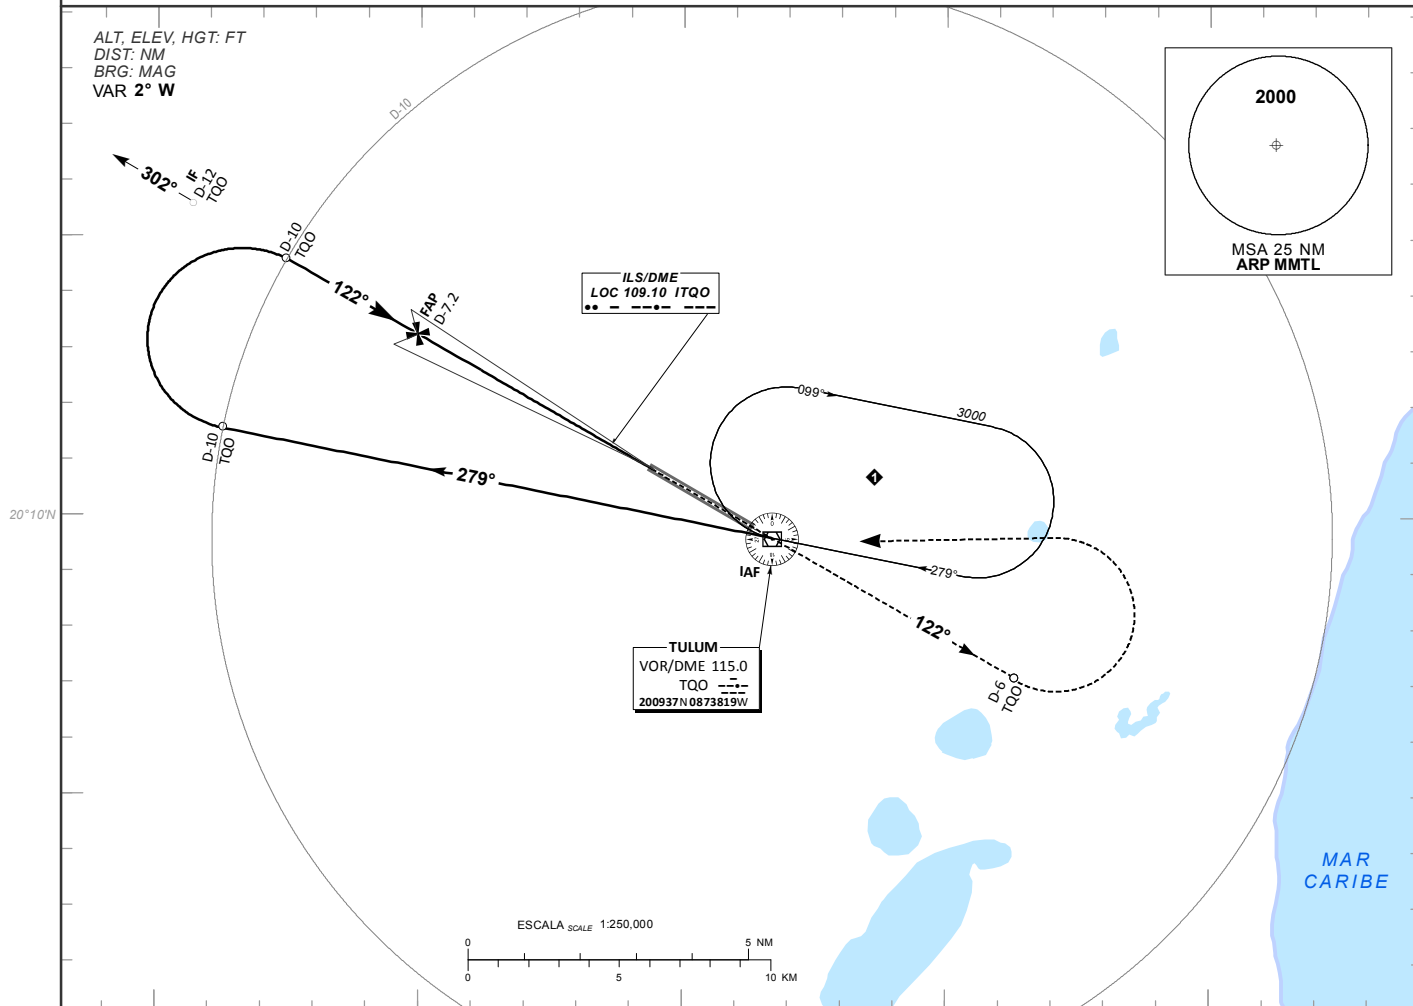 ALT, ELEV, HGT: FT
DIST: NM
BRG: MAG
VAR 2° W
D-10
2000
MSA 25 NM
ARP MMTL
302°
IF
D-12
TQO
D-10
TQO
122°
FAP
D-7.2
ILS/DME
LOC 109.10 ITQO
099°
3000
1
D-10
TQO
279°
20°10'N
0
IAF
279°
122°
D-6
TQO
TULUM
VOR/DME 115.0
TQO
200937N 0873819W
MAR
CARIBE
ESCALA SCALE 1:250,000
0 5 NM
0 5 10 KM